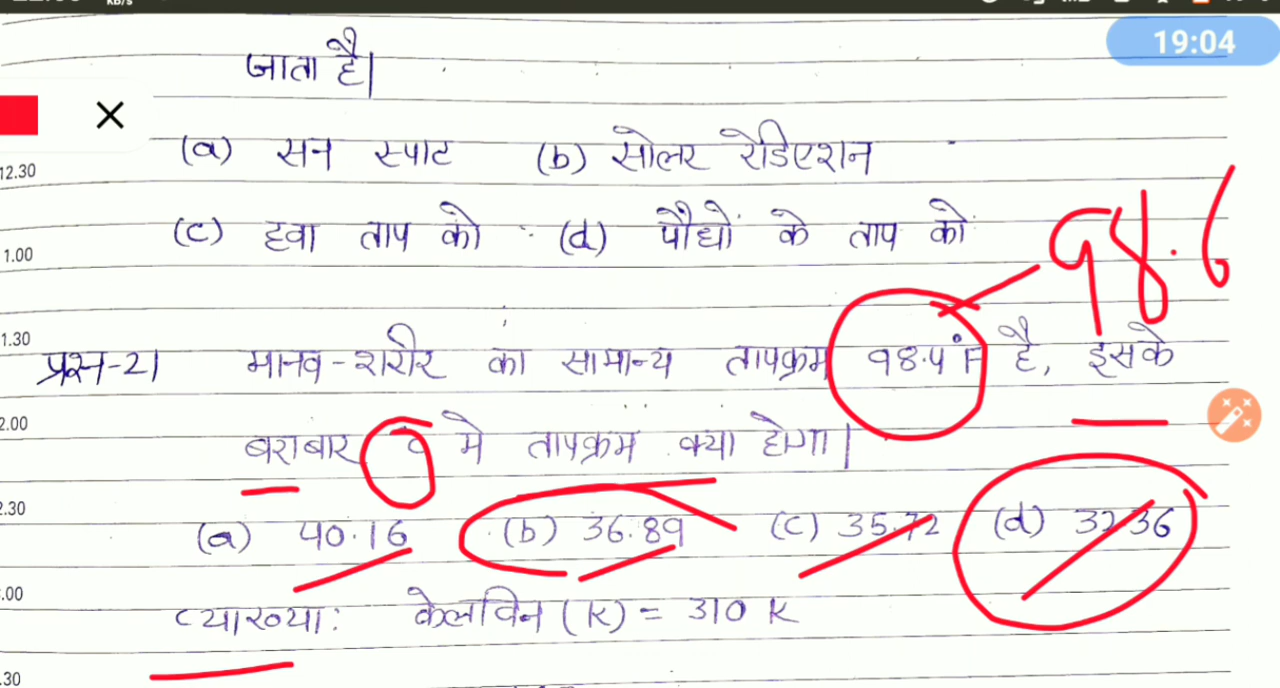 KB/s
19:04
जाता है|
(a) सन स्पाट (b) सोलर रेडिएशन
12.30
(c) हवा ताप को (d) पौधों के ताप को
98.6
1.00
1.30
प्रश्न-21 मानव-शरीर का सामान्य तापक्रम 98.4°F है, इसके
2.00
बराबार ℃ मे तापक्रम क्या होगा|
2.30
(a) 40.16 (b) 36.89 (c) 35.72 (d) 32.36
.00
व्याख्या: केलविन (K) = 310 K
.30